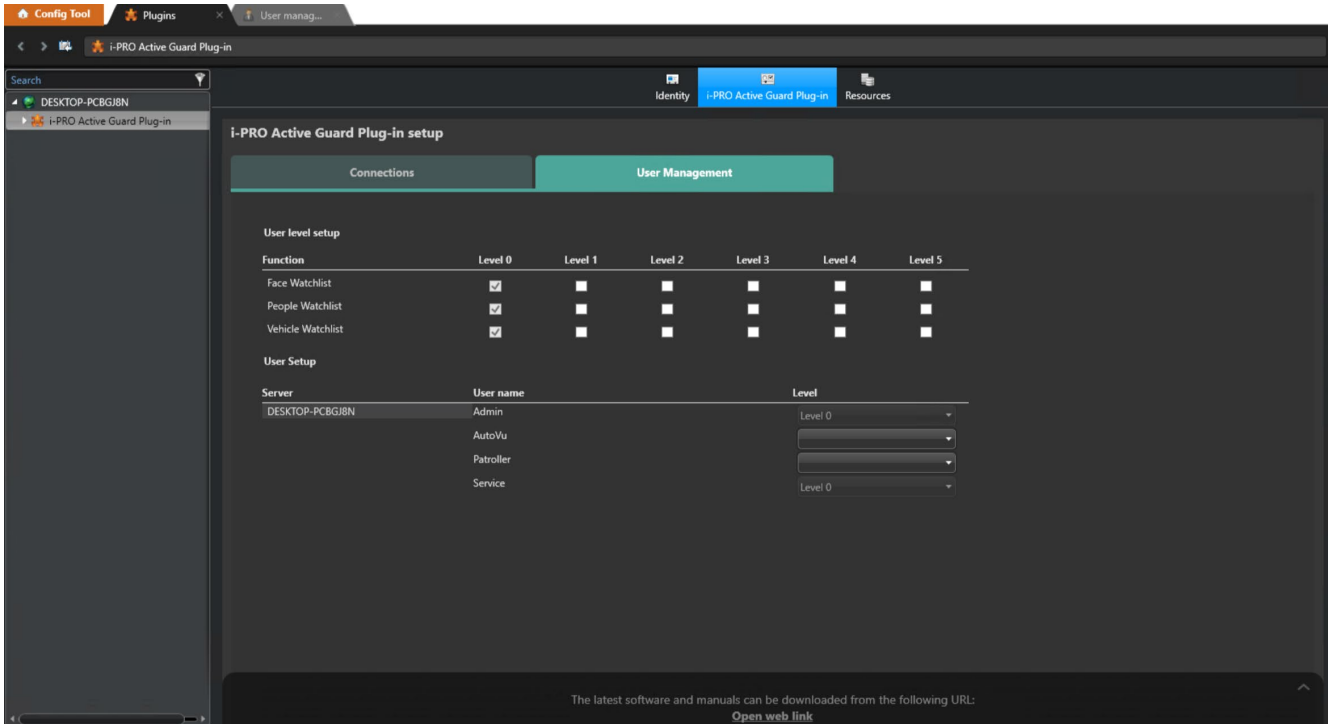 Config Tool Plugins User manag...
i-PRO Active Guard Plug-in
Search
DESKTOP-PCBGJ8N
i-PRO Active Guard Plug-in
Identity i-PRO Active Guard Plug-in Resources
i-PRO Active Guard Plug-in setup
Connections User Management
User level setup
Function Level 0 Level 1 Level 2 Level 3 Level 4 Level 5
Face Watchlist
People Watchlist
Vehicle Watchlist
User Setup
Server User name Level
DESKTOP-PCBGJ8N Admin Level 0
AutoVu
Patroller
Service Level 0
The latest software and manuals can be downloaded from the following URL:
Open web link